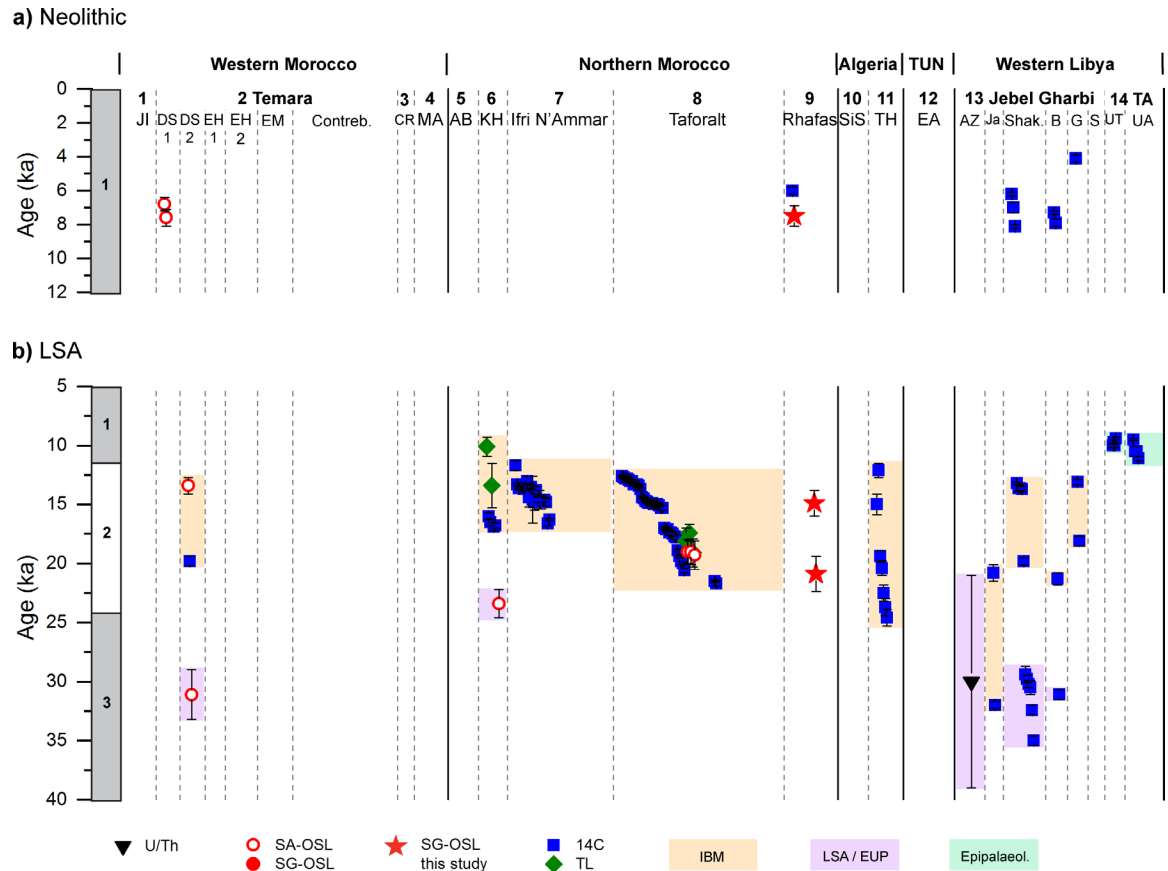 a) Neolithic
Western Morocco Northern Morocco Algeria TUN Western Libya
1 2 Temara 3 4 5 6 7 8 9 10 11 12 13 Jebel Gharbi 14 TA
JI DS 1 DS 2 EH 1 EH 2 EM Contreb. CR MA AB KH Ifri N'Ammar Taforalt Rhafas SiS TH EA AZ Ja Shak. B G S UT UA
Age (ka)
0
2
4
6
8
10
12
1
b) LSA
Age (ka)
5
10
15
20
25
30
35
40
1
2
3
U/Th SA-OSL SG-OSL 14C IBM LSA / EUP Epipalaeol.
SG-OSL this study TL